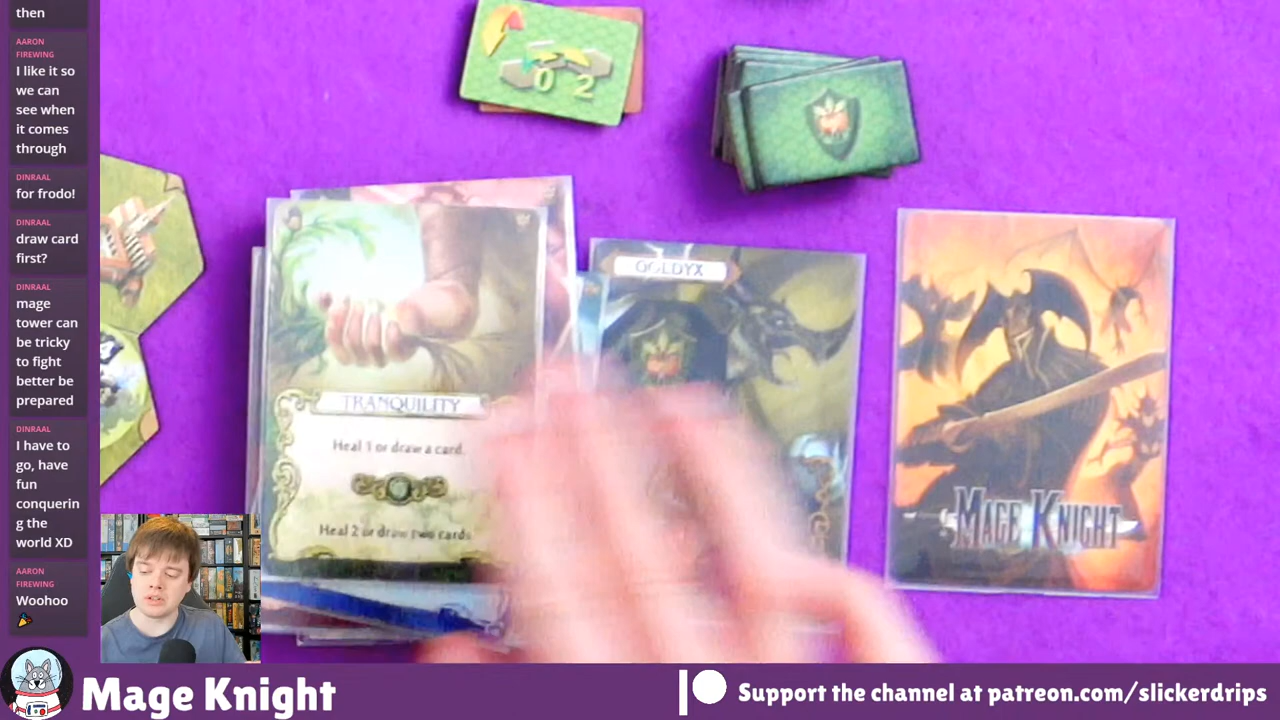 then
AARON
FIREWING
I like it so
we can
see when
it comes
through
DINRAAL
for frodo!
DINRAAL
draw card
first?
DINRAAL
mage
tower can
be tricky
to fight
better be
prepared
DINRAAL
I have to
go, have
fun
conquerin
g the
world XD
AARON
FIREWING
Woohoo
0 2
GOLDYX
TRANQUILITY
Heal 1 or draw a card.
Heal 2 or draw two cards
MAGE KNIGHT
Mage Knight
Support the channel at patreon.com/slickerdrips